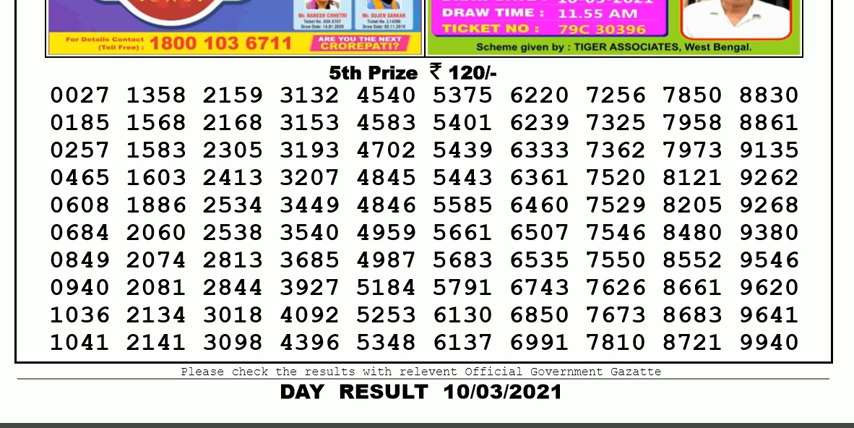 Mr. NARESH CHHETRI
Mr. SUJEN SARKAR
For Details Contact
(Toll Free) : 1800 103 6711
ARE YOU THE NEXT
CROREPATI?
DRAW TIME : 11.55 AM
TICKET NO : 79C 30396
Scheme given by : TIGER ASSOCIATES, West Bengal.
5th Prize ₹ 120/-
0027 1358 2159 3132 4540 5375 6220 7256 7850 8830
0185 1568 2168 3153 4583 5401 6239 7325 7958 8861
0257 1583 2305 3193 4702 5439 6333 7362 7973 9135
0465 1603 2413 3207 4845 5443 6361 7520 8121 9262
0608 1886 2534 3449 4846 5585 6460 7529 8205 9268
0684 2060 2538 3540 4959 5661 6507 7546 8480 9380
0849 2074 2813 3685 4987 5683 6535 7550 8552 9546
0940 2081 2844 3927 5184 5791 6743 7626 8661 9620
1036 2134 3018 4092 5253 6130 6850 7673 8683 9641
1041 2141 3098 4396 5348 6137 6991 7810 8721 9940
Please check the results with relevent Official Government Gazatte
DAY RESULT 10/03/2021